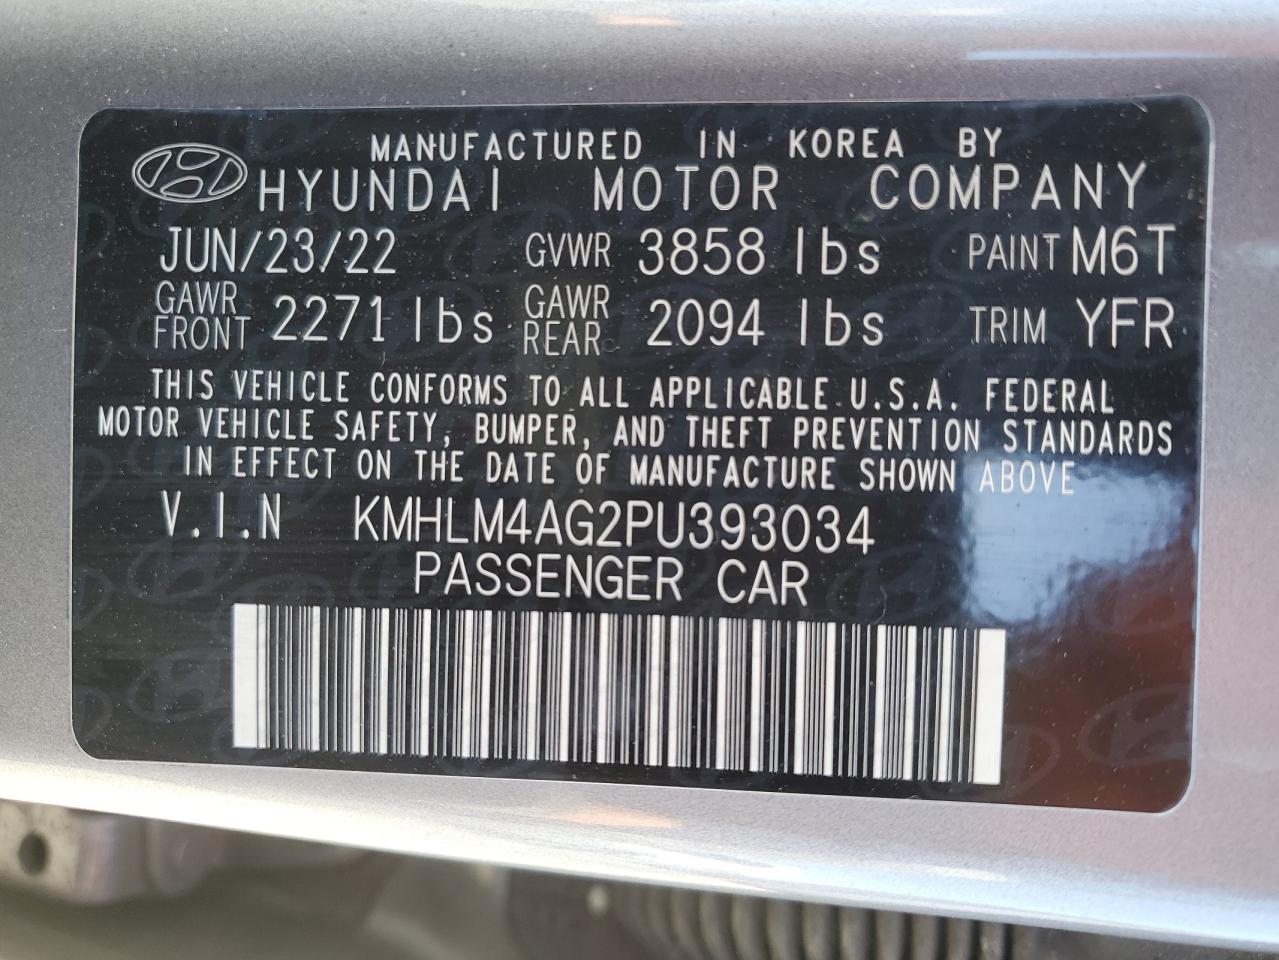 MANUFACTURED IN KOREA BY
HYUNDAI MOTOR COMPANY
JUN/23/22 GVWR 3858 lbs PAINT M6T
GAWR FRONT 2271 lbs GAWR REAR 2094 lbs TRIM YFR
THIS VEHICLE CONFORMS TO ALL APPLICABLE U.S.A. FEDERAL
MOTOR VEHICLE SAFETY, BUMPER, AND THEFT PREVENTION STANDARDS
IN EFFECT ON THE DATE OF MANUFACTURE SHOWN ABOVE
V.I.N KMHLM4AG2PU393034
PASSENGER CAR